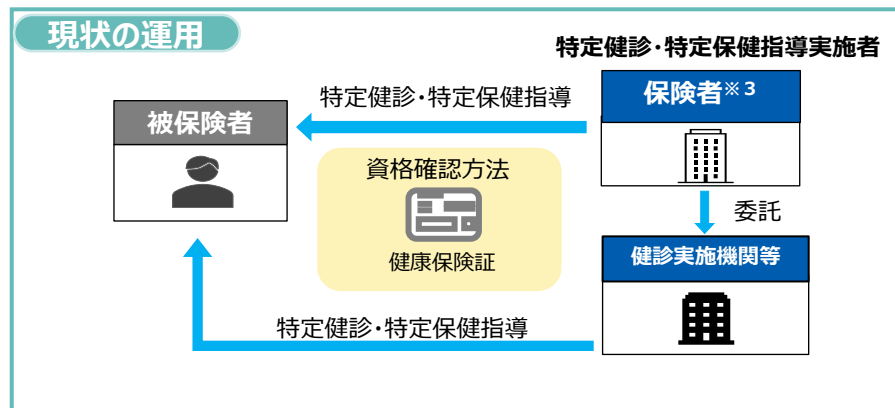 現状の運用
特定健診・特定保健指導実施者
特定健診・特定保健指導
保険者※3
被保険者
資格確認方法
健康保険証
委託
健診実施機関等
特定健診・特定保健指導